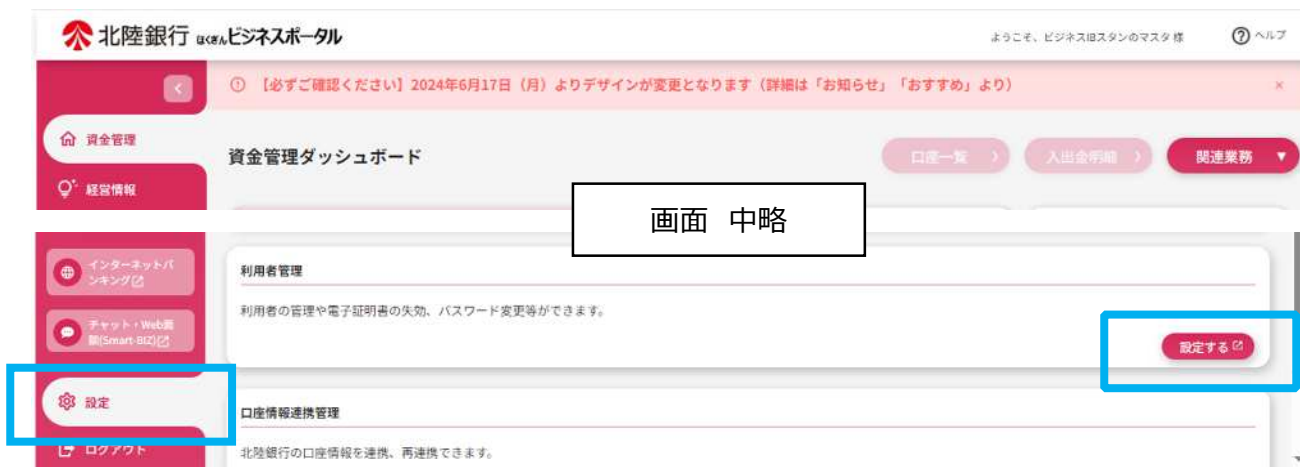 北陸銀行 ほくぎんビジネスポータル
ようこそ、ビジネスIBスタンのマスタ 様
ヘルプ
【必ずご確認ください】2024年6月17日（月）よりデザインが変更となります（詳細は「お知らせ」「おすすめ」より）
資金管理
経営情報
資金管理ダッシュボード
口座一覧
入出金明細
関連業務
画面 中略
インターネットバ
ンキング
チャット・Web面
談(Smart-BIZ)
設定
ログアウト
利用者管理
利用者の管理や電子証明書の失効、パスワード変更等ができます。
設定する
口座情報連携管理
北陸銀行の口座情報を連携、再連携できます。